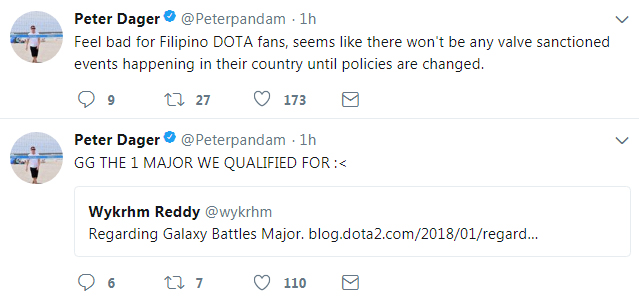 Peter Dager @Peterpandam · 1h
Feel bad for Filipino DOTA fans, seems like there won't be any valve sanctioned
events happening in their country until policies are changed.
9 27 173
Peter Dager @Peterpandam · 1h
GG THE 1 MAJOR WE QUALIFIED FOR :<
Wykrhm Reddy @wykrhm
Regarding Galaxy Battles Major. blog.dota2.com/2018/01/regard...
6 7 110